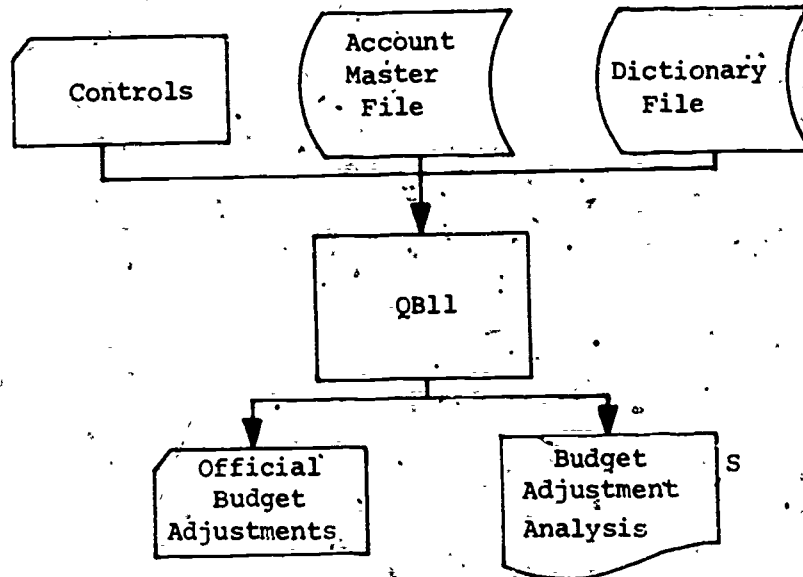 Controls
Account
Master
File
Dictionary
File
QB11
Official
Budget
Adjustments
Budget
Adjustment
Analysis
S